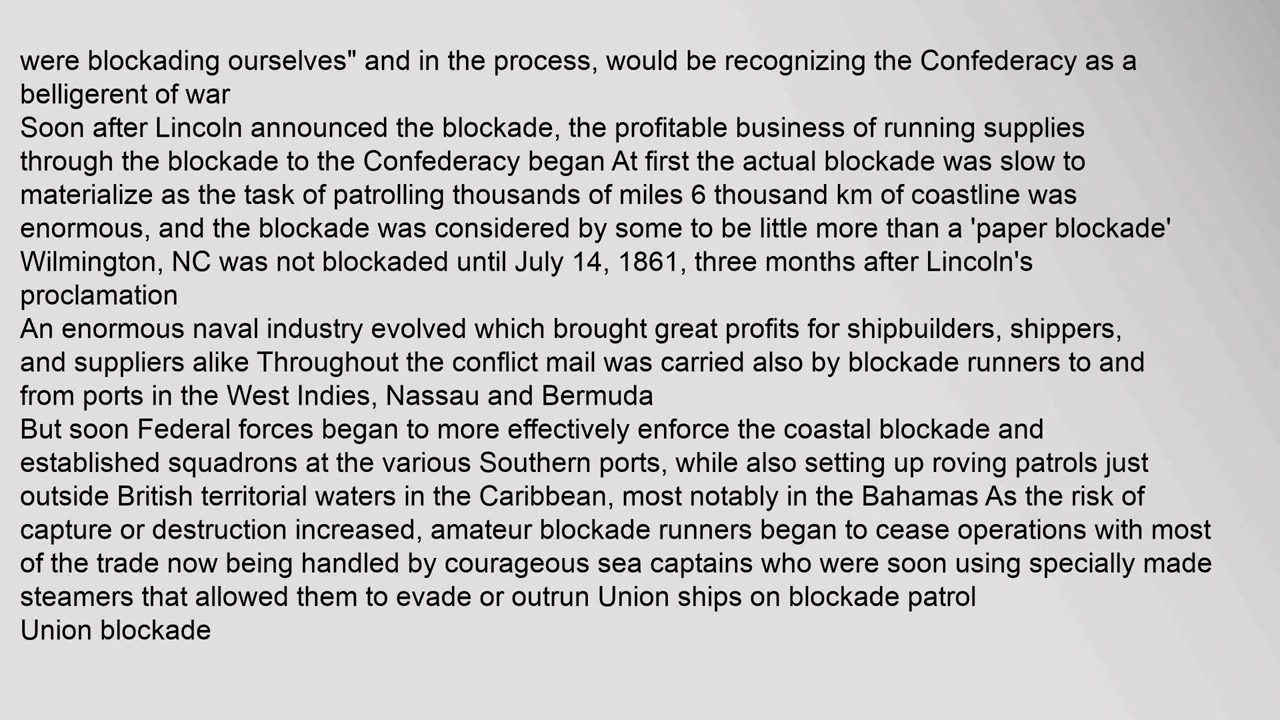 were blockading ourselves" and in the process, would be recognizing the Confederacy as a
belligerent of war
Soon after Lincoln announced the blockade, the profitable business of running supplies
through the blockade to the Confederacy began At first the actual blockade was slow to
materialize as the task of patrolling thousands of miles 6 thousand km of coastline was
enormous, and the blockade was considered by some to be little more than a 'paper blockade'
Wilmington, NC was not blockaded until July 14, 1861, three months after Lincoln's
proclamation
An enormous naval industry evolved which brought great profits for shipbuilders, shippers,
and suppliers alike Throughout the conflict mail was carried also by blockade runners to and
from ports in the West Indies, Nassau and Bermuda
But soon Federal forces began to more effectively enforce the coastal blockade and
established squadrons at the various Southern ports, while also setting up roving patrols just
outside British territorial waters in the Caribbean, most notably in the Bahamas As the risk of
capture or destruction increased, amateur blockade runners began to cease operations with most
of the trade now being handled by courageous sea captains who were soon using specially made
steamers that allowed them to evade or outrun Union ships on blockade patrol
Union blockade